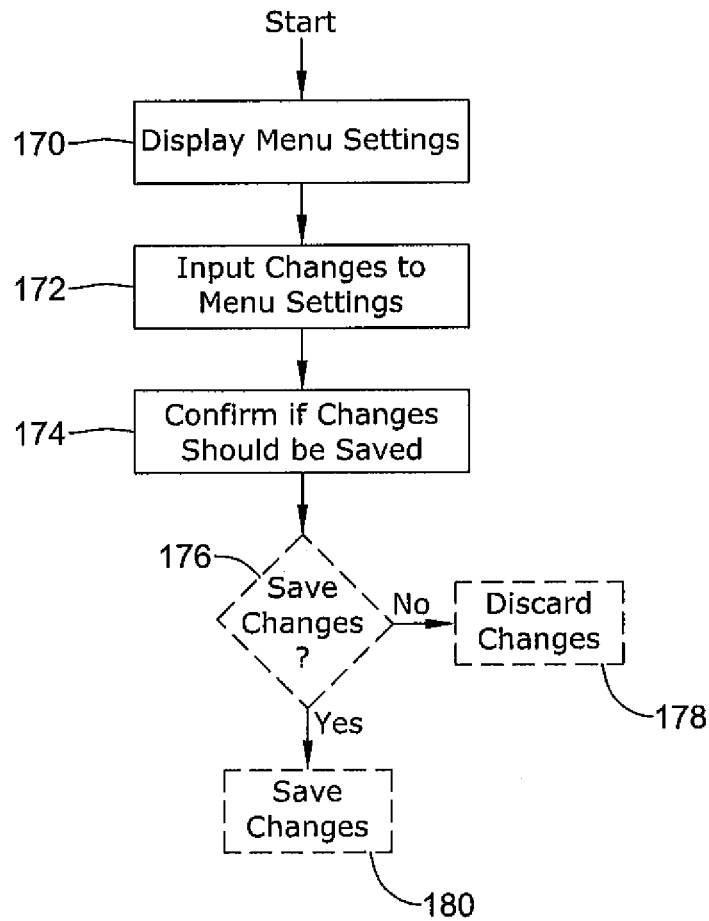 Start
170
Display Menu Settings
172
Input Changes to
Menu Settings
174
Confirm if Changes
Should be Saved
176
Save
Changes
?
No
Discard
Changes
178
Yes
Save
Changes
180